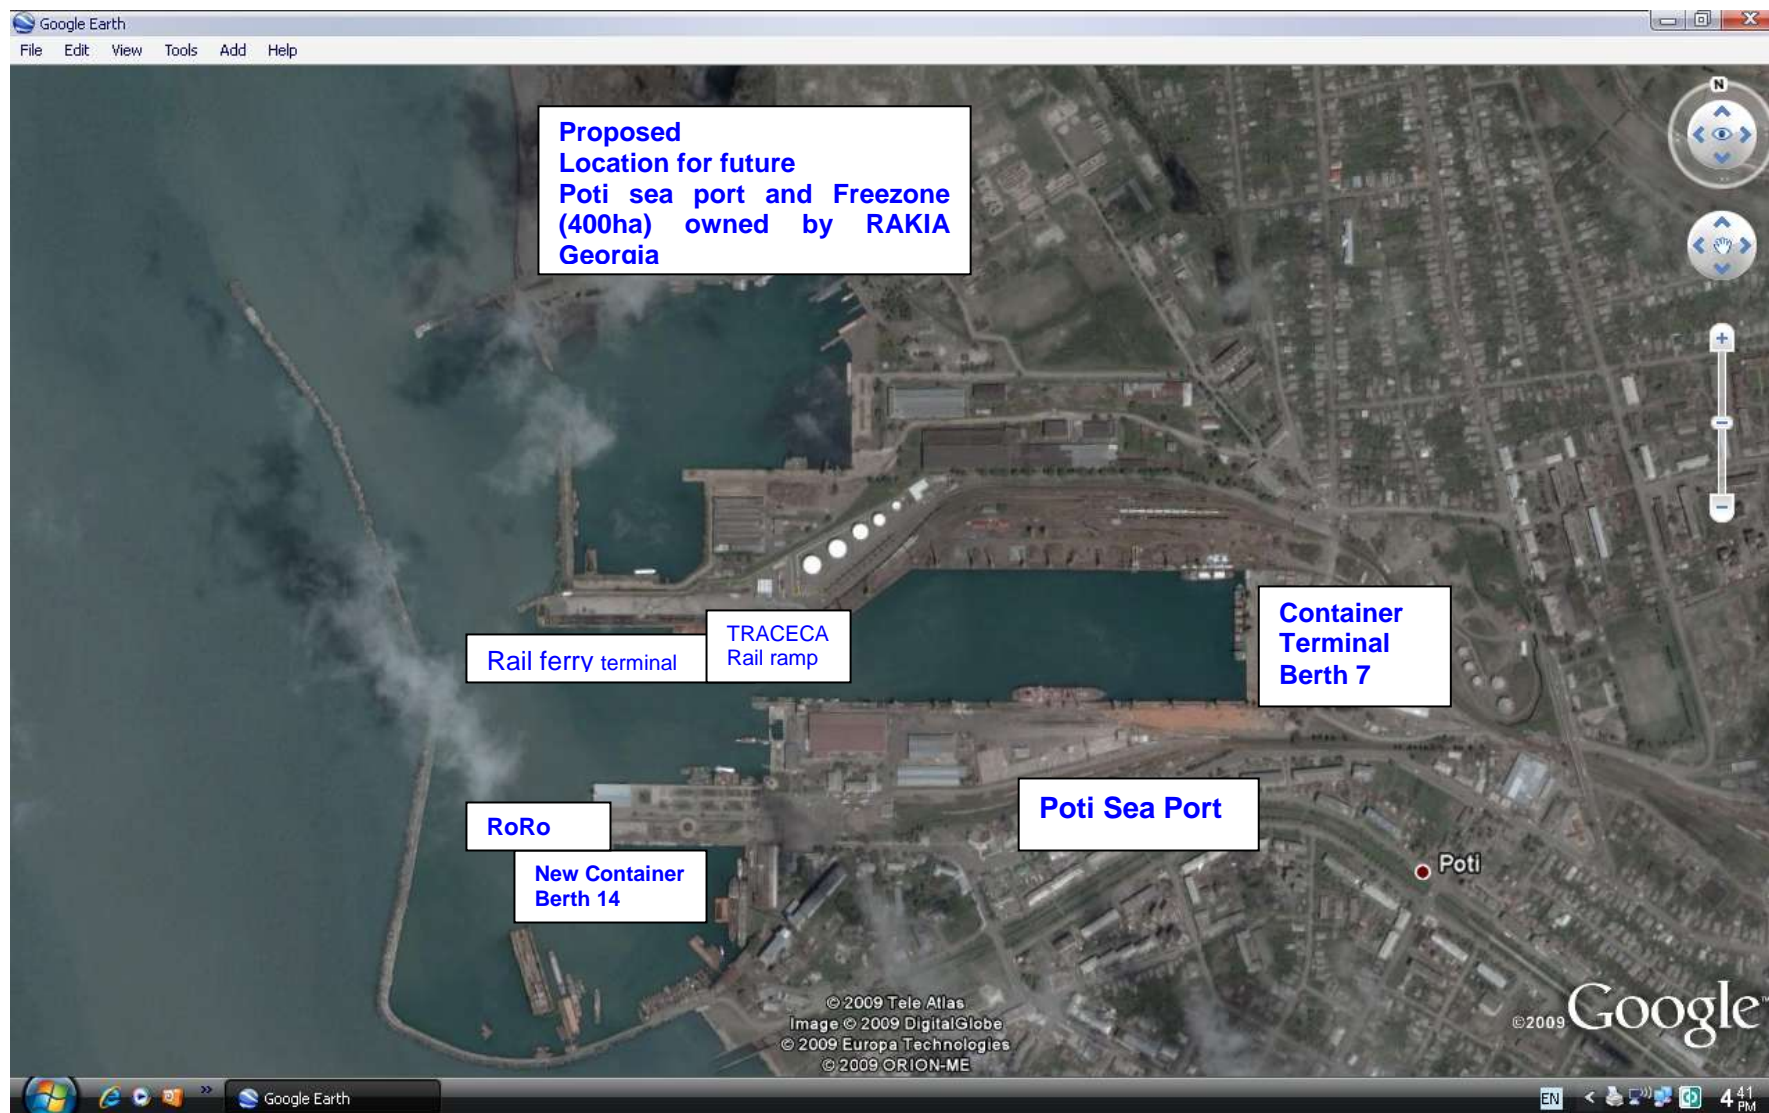 Google Earth
File Edit View Tools Add Help
N
Proposed
Location for future
Poti sea port and Freezone
(400ha) owned by RAKIA
Georgia
Container
Terminal
Berth 7
TRACECA
Rail ramp
Rail ferry terminal
Poti Sea Port
RoRo
New Container
Berth 14
Poti
© 2009 Tele Atlas
Image © 2009 DigitalGlobe
© 2009 Europa Technologies
© 2009 ORION-ME
©2009 Google™
Google Earth
EN
4 41 PM